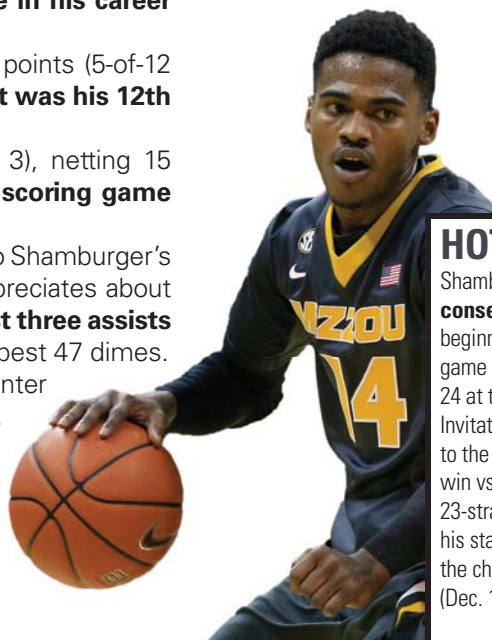 e in his career
points (5-of-12
t was his 12th
3), netting 15
scoring game
o Shamburger's
preciates about
st three assists
best 47 dimes.
nter
MZZOU
14
HOT
Shamb
conse
beginn
game
24 at t
Invitat
to the
win vs
23-stra
his sta
the ch
(Dec. 1